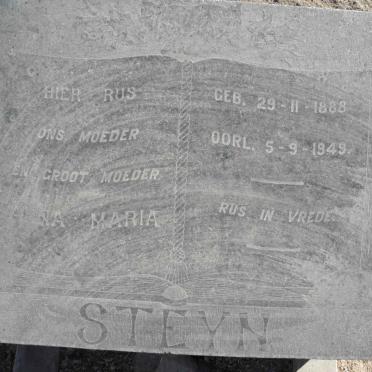 HIER RUS
ONS MOEDER
EN GROOT MOEDER
MARIA
GEB. 29-11-1888
OORL. 5-9-1949.
RUS IN VREDE.
STEYN